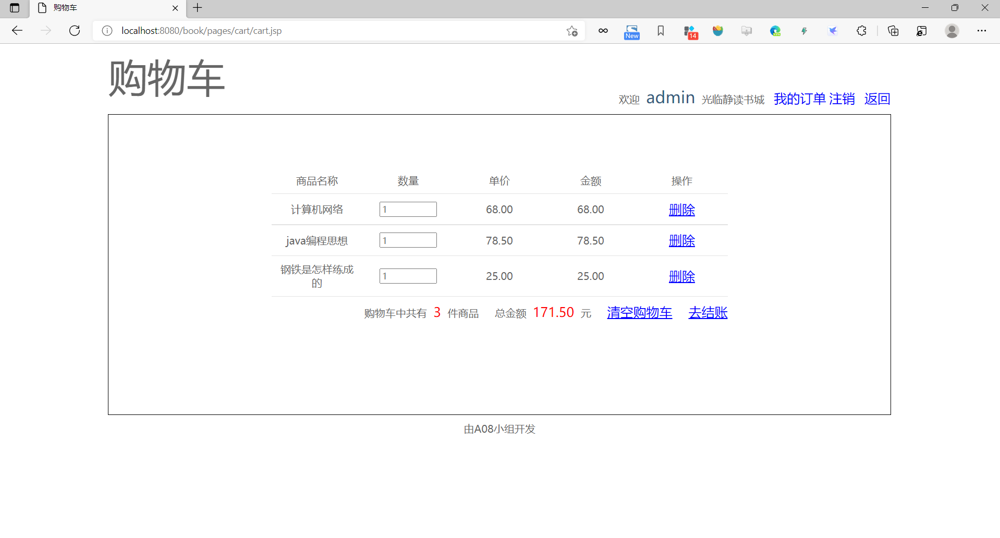 购物车
localhost:8080/book/pages/cart/cart.jsp
New
14
购物车
欢迎 admin 光临静读书城 我的订单 注销 返回
商品名称 数量 单价 金额 操作
计算机网络 1 68.00 68.00 删除
java编程思想 1 78.50 78.50 删除
钢铁是怎样练成
的 1 25.00 25.00 删除
购物车中共有 3 件商品 总金额 171.50 元 清空购物车 去结账
由A08小组开发